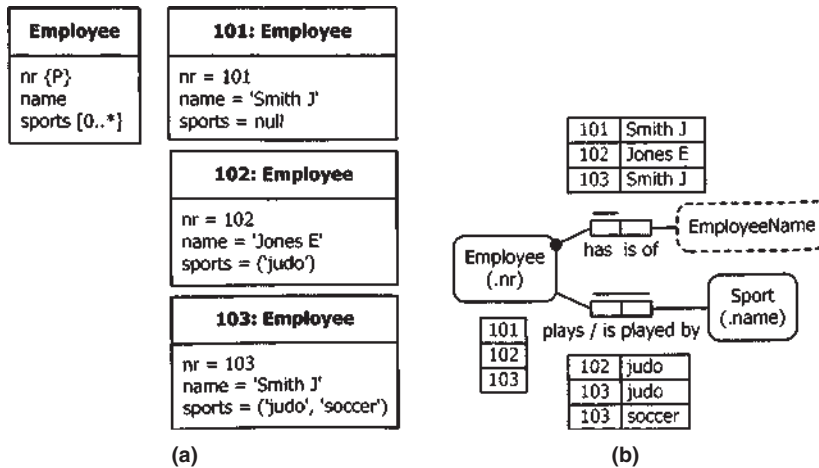 Employee
nr {P}
name
sports [0..*]
101: Employee
nr = 101
name = 'Smith J'
sports = null
102: Employee
nr = 102
name = 'Jones E'
sports = ('judo')
103: Employee
nr = 103
name = 'Smith J'
sports = ('judo', 'soccer')
(a)
101 Smith J
102 Jones E
103 Smith J
Employee
(.nr)
has is of
EmployeeName
plays / is played by
Sport
(.name)
101
102
103
102 judo
103 judo
103 soccer
(b)